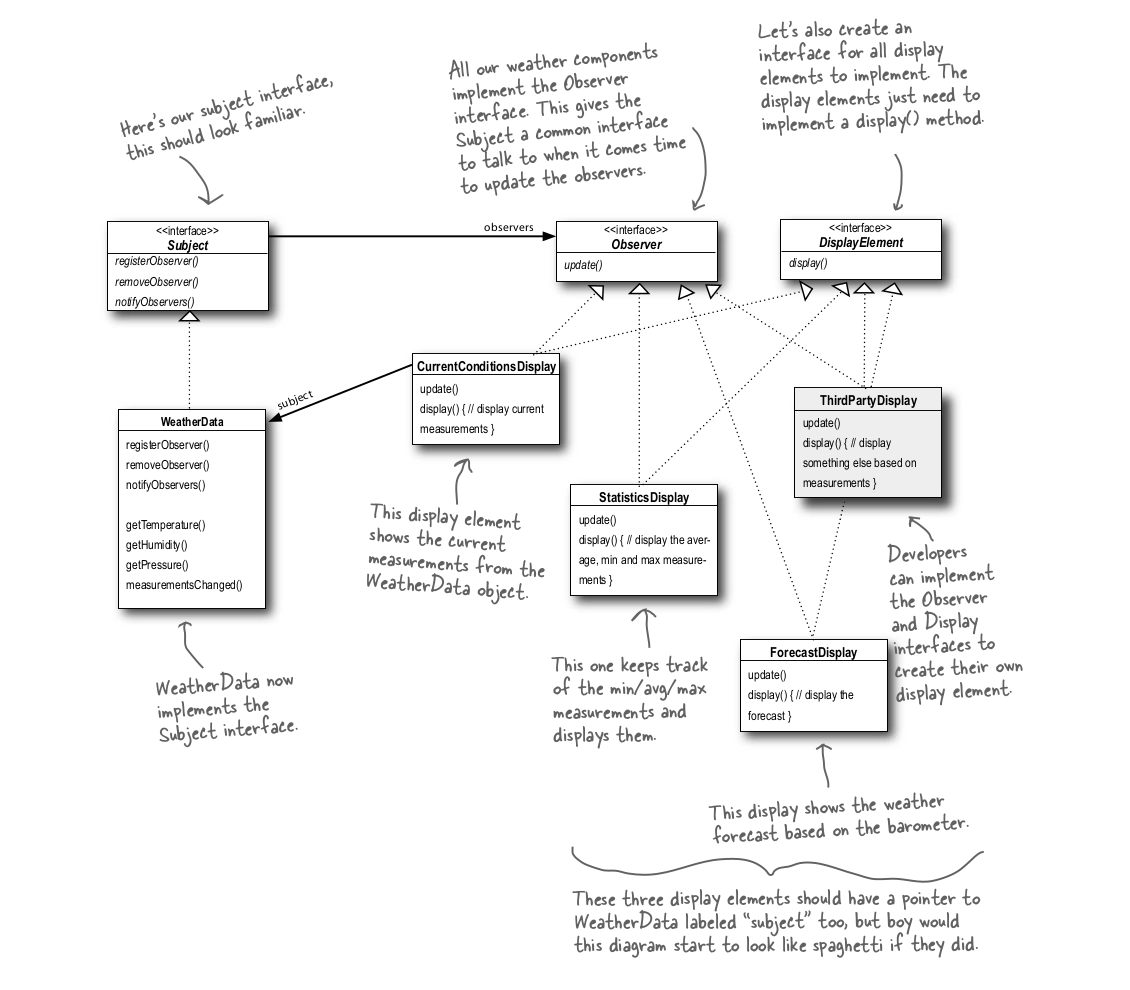 Here's our subject interface,
this should look familiar.
All our weather components
implement the Observer
interface. This gives the
Subject a common interface
to talk to when it comes time
to update the observers.
Let's also create an
interface for all display
elements to implement. The
display elements just need to
implement a display() method.
<<interface>>
Subject
registerObserver()
removeObserver()
notifyObservers()
observers
<<interface>>
Observer
update()
<<interface>>
DisplayElement
display()
subject
WeatherData
registerObserver()
removeObserver()
notifyObservers()
getTemperature()
getHumidity()
getPressure()
measurementsChanged()
WeatherData now
implements the
Subject interface.
CurrentConditionsDisplay
update()
display() { // display current
measurements }
This display element
shows the current
measurements from the
WeatherData object.
StatisticsDisplay
update()
display() { // display the aver-
age, min and max measure-
ments }
This one keeps track
of the min/avg/max
measurements and
displays them.
ThirdPartyDisplay
update()
display() { // display
something else based on
measurements }
Developers
can implement
the Observer
and Display
interfaces to
create their own
display element.
ForecastDisplay
update()
display() { // display the
forecast }
This display shows the weather
forecast based on the barometer.
These three display elements should have a pointer to
WeatherData labeled "subject" too, but boy would
this diagram start to look like spaghetti if they did.